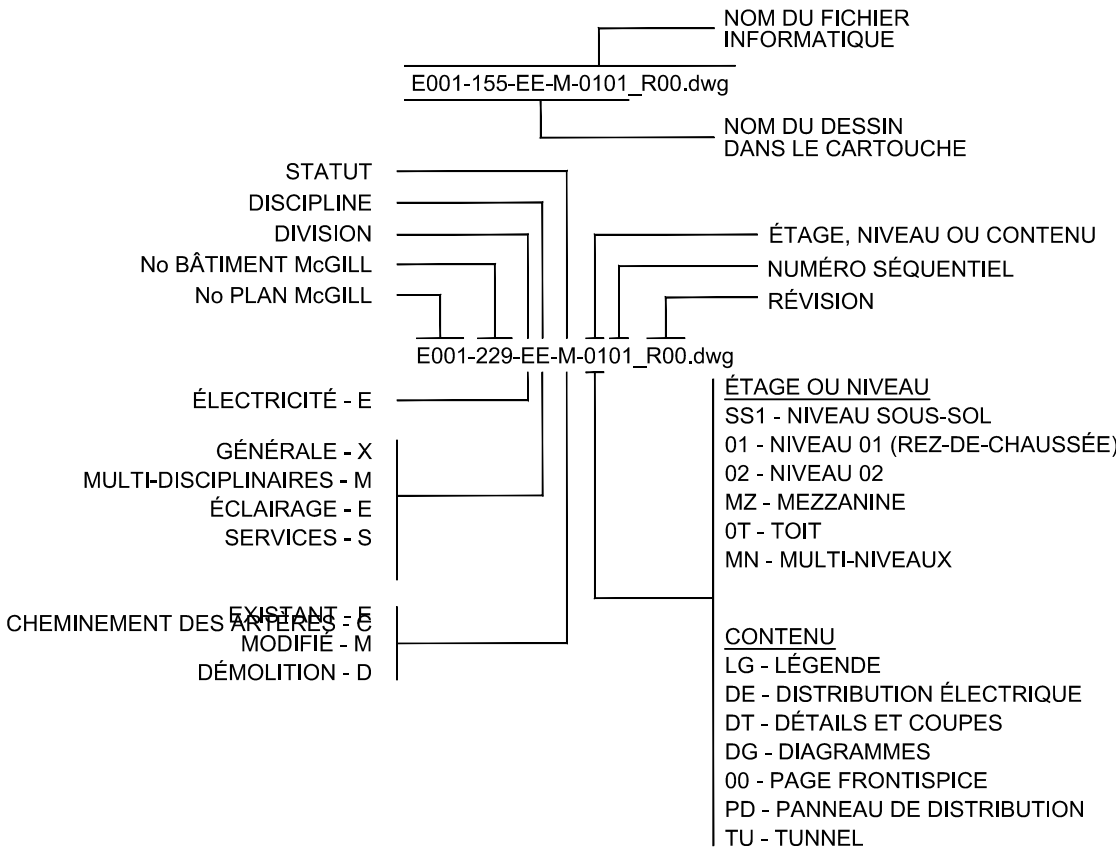 NOM DU FICHIER
INFORMATIQUE
E001-155-EE-M-0101_R00.dwg
NOM DU DESSIN
DANS LE CARTOUCHE
STATUT
DISCIPLINE
DIVISION
No BÂTIMENT McGILL
No PLAN McGILL
ÉTAGE, NIVEAU OU CONTENU
NUMÉRO SÉQUENTIEL
RÉVISION
E001-229-EE-M-0101_R00.dwg
ÉLECTRICITÉ - E
GÉNÉRALE - X
MULTI-DISCIPLINAIRES - M
ÉCLAIRAGE - E
SERVICES - S
CHEMINEMENT DES ARTÈRES - C
EXISTANT - E
MODIFIÉ - M
DÉMOLITION - D
ÉTAGE OU NIVEAU
SS1 - NIVEAU SOUS-SOL
01 - NIVEAU 01 (REZ-DE-CHAUSSÉE)
02 - NIVEAU 02
MZ - MEZZANINE
0T - TOIT
MN - MULTI-NIVEAUX
CONTENU
LG - LÉGENDE
DE - DISTRIBUTION ÉLECTRIQUE
DT - DÉTAILS ET COUPES
DG - DIAGRAMMES
00 - PAGE FRONTISPICE
PD - PANNEAU DE DISTRIBUTION
TU - TUNNEL